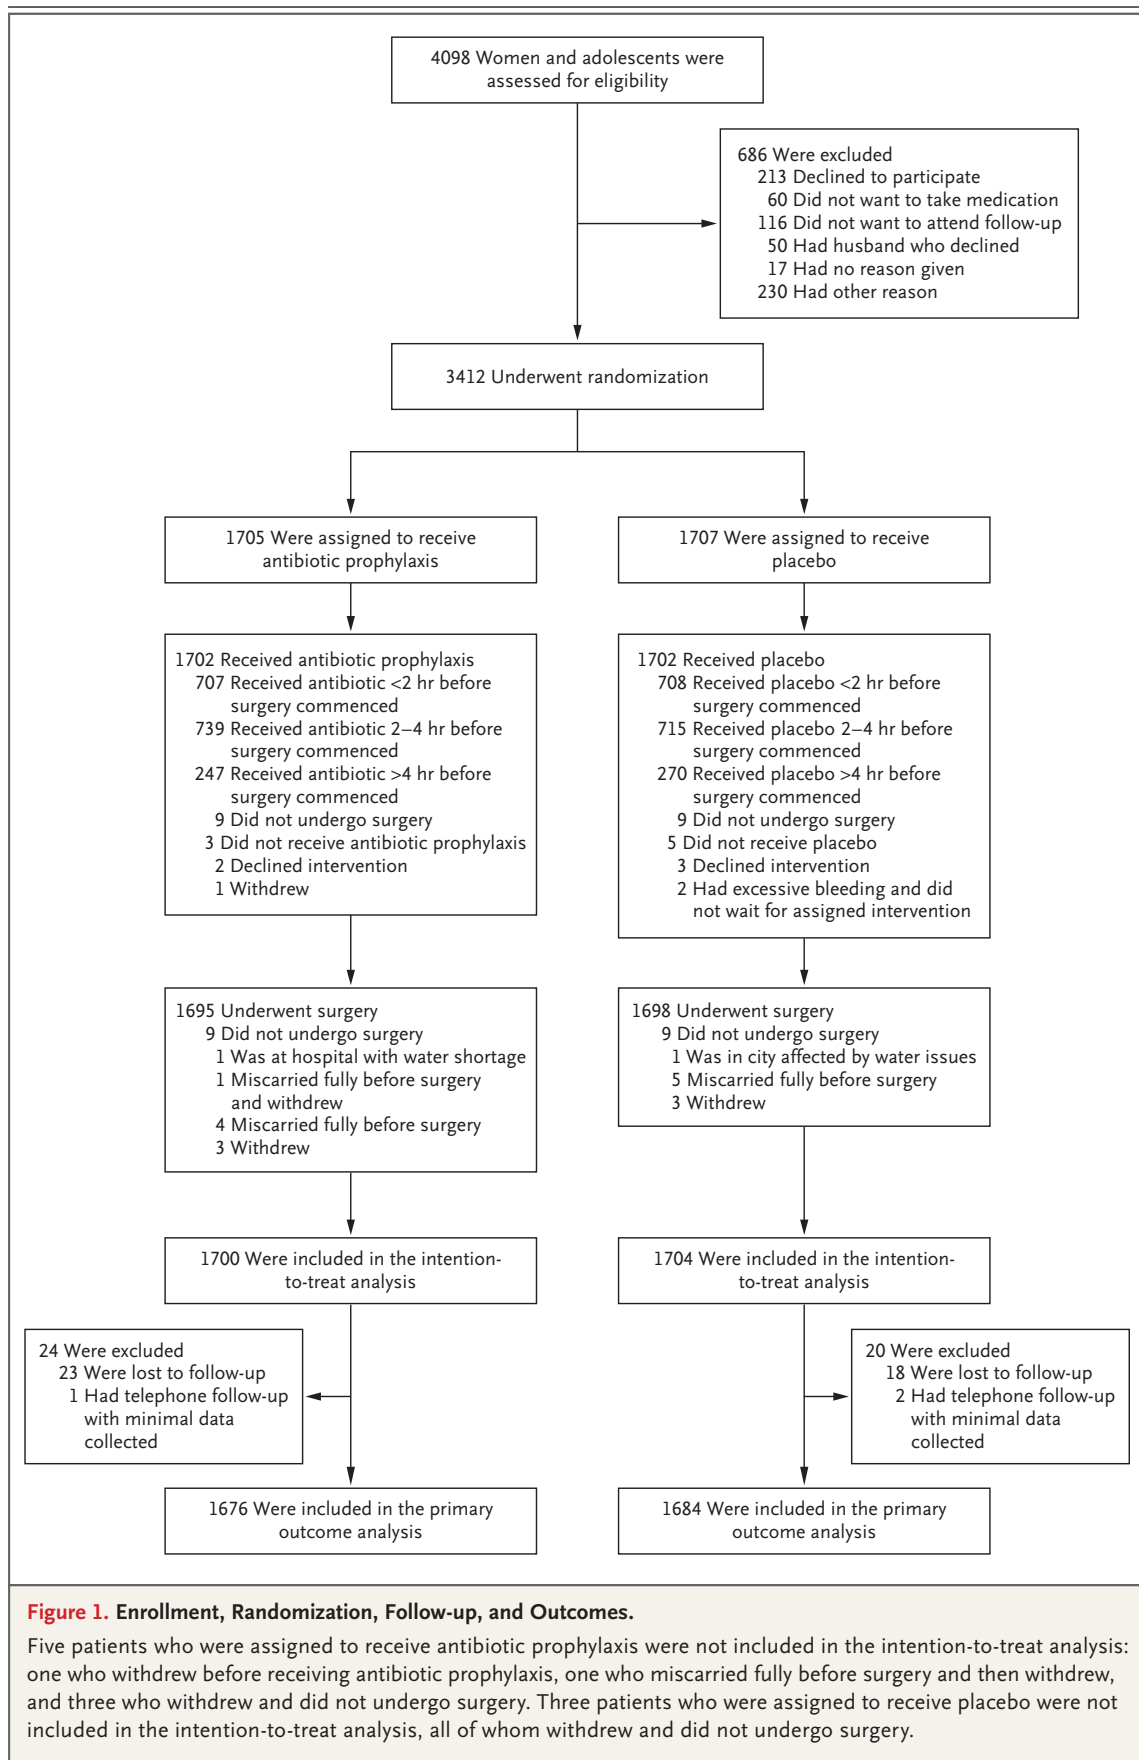 4098 Women and adolescents were
assessed for eligibility
686 Were excluded
213 Declined to participate
60 Did not want to take medication
116 Did not want to attend follow-up
50 Had husband who declined
17 Had no reason given
230 Had other reason
3412 Underwent randomization
1705 Were assigned to receive
antibiotic prophylaxis
1707 Were assigned to receive
placebo
1702 Received antibiotic prophylaxis
707 Received antibiotic <2 hr before
surgery commenced
739 Received antibiotic 2–4 hr before
surgery commenced
247 Received antibiotic >4 hr before
surgery commenced
9 Did not undergo surgery
3 Did not receive antibiotic prophylaxis
2 Declined intervention
1 Withdrew
1702 Received placebo
708 Received placebo <2 hr before
surgery commenced
715 Received placebo 2–4 hr before
surgery commenced
270 Received placebo >4 hr before
surgery commenced
9 Did not undergo surgery
5 Did not receive placebo
3 Declined intervention
2 Had excessive bleeding and did
not wait for assigned intervention
1695 Underwent surgery
9 Did not undergo surgery
1 Was at hospital with water shortage
1 Miscarried fully before surgery
and withdrew
4 Miscarried fully before surgery
3 Withdrew
1698 Underwent surgery
9 Did not undergo surgery
1 Was in city affected by water issues
5 Miscarried fully before surgery
3 Withdrew
1700 Were included in the intention-
to-treat analysis
1704 Were included in the intention-
to-treat analysis
24 Were excluded
23 Were lost to follow-up
1 Had telephone follow-up
with minimal data
collected
20 Were excluded
18 Were lost to follow-up
2 Had telephone follow-up
with minimal data
collected
1676 Were included in the primary
outcome analysis
1684 Were included in the primary
outcome analysis
Figure 1. Enrollment, Randomization, Follow-up, and Outcomes.
Five patients who were assigned to receive antibiotic prophylaxis were not included in the intention-to-treat analysis:
one who withdrew before receiving antibiotic prophylaxis, one who miscarried fully before surgery and then withdrew,
and three who withdrew and did not undergo surgery. Three patients who were assigned to receive placebo were not
included in the intention-to-treat analysis, all of whom withdrew and did not undergo surgery.